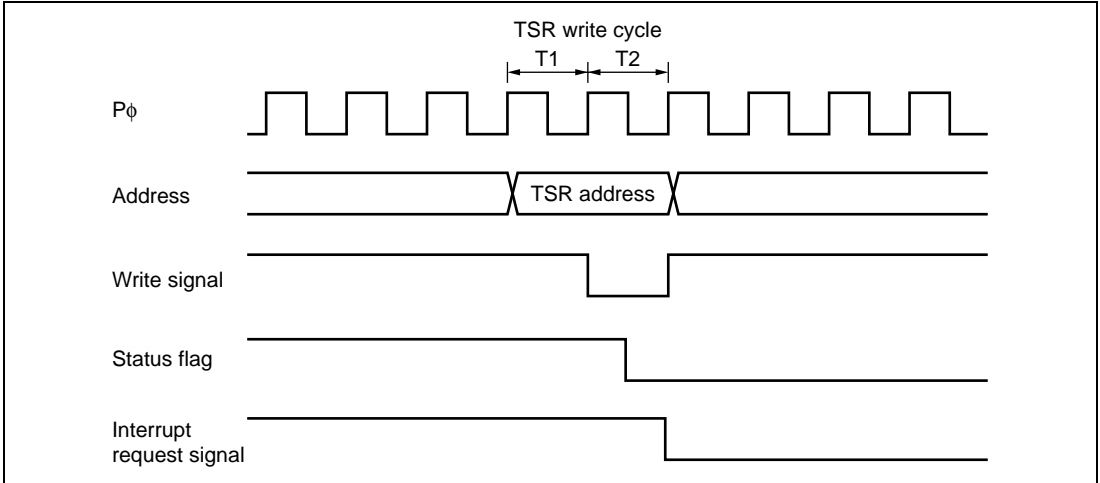 TSR write cycle
T1 T2
Pϕ
Address
TSR address
Write signal
Status flag
Interrupt
request signal